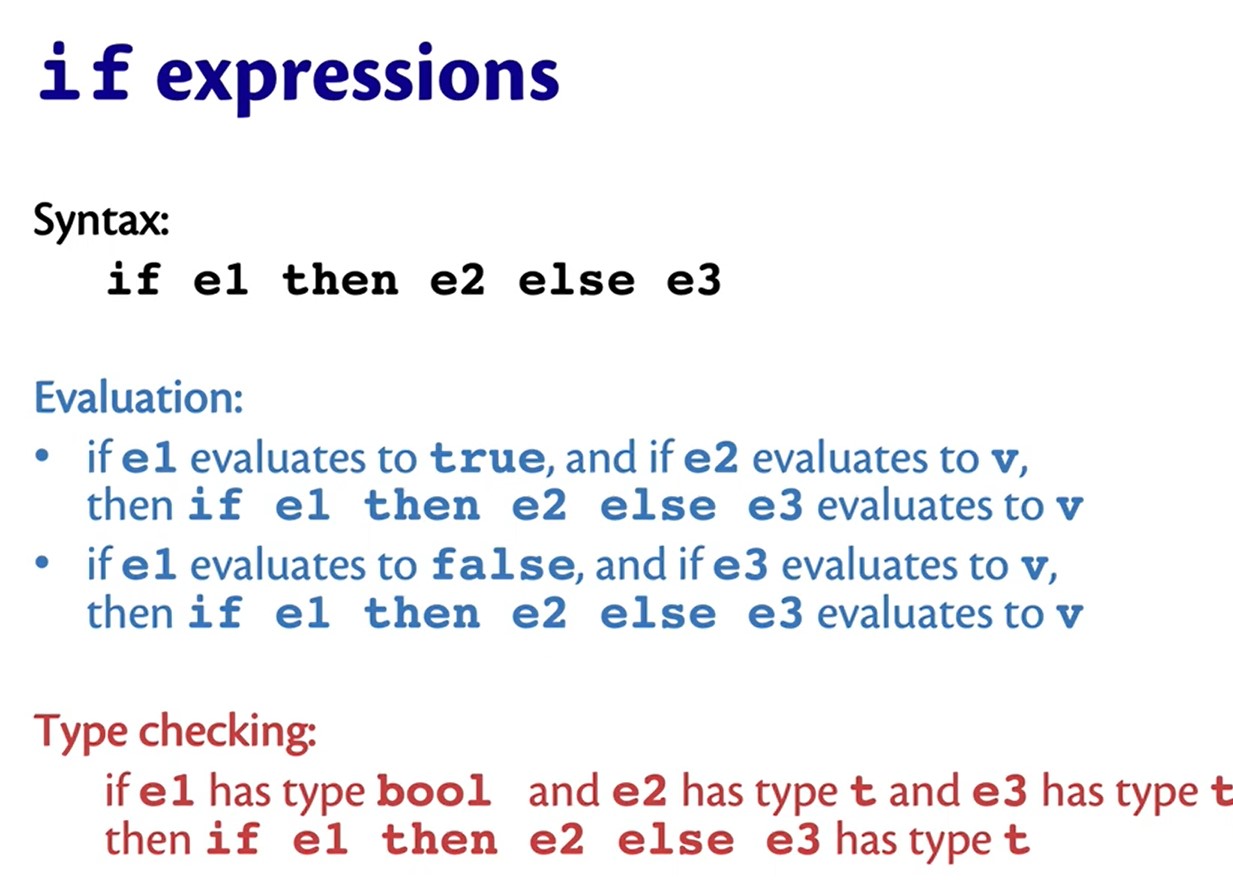 if expressions
Syntax:
if e1 then e2 else e3
Evaluation:
• if e1 evaluates to true, and if e2 evaluates to v,
then if e1 then e2 else e3 evaluates to v
• if e1 evaluates to false, and if e3 evaluates to v,
then if e1 then e2 else e3 evaluates to v
Type checking:
if e1 has type bool and e2 has type t and e3 has type t
then if e1 then e2 else e3 has type t